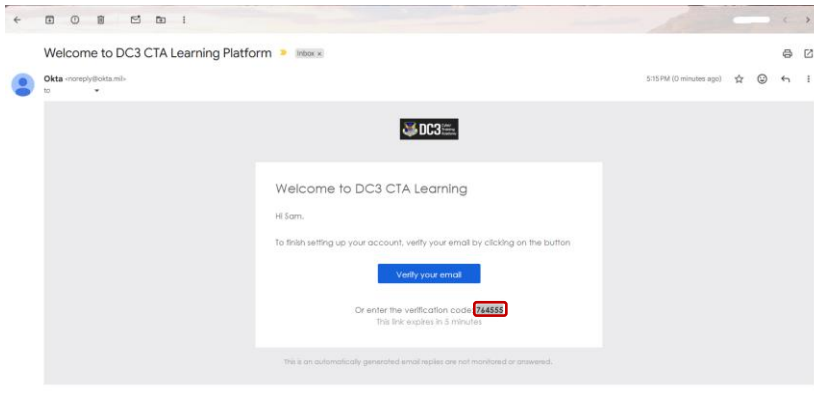 Welcome to DC3 CTA Learning Platform Inbox x
Okta <noreply@okta.mil> 5:15 PM (0 minutes ago)
to
DC3 Cyber Training Academy
Welcome to DC3 CTA Learning
Hi Sam,
To finish setting up your account, verify your email by clicking on the button
Verify your email
Or enter the verification code: 764555
This link expires in 5 minutes
This is an automatically generated email replies are not monitored or answered.